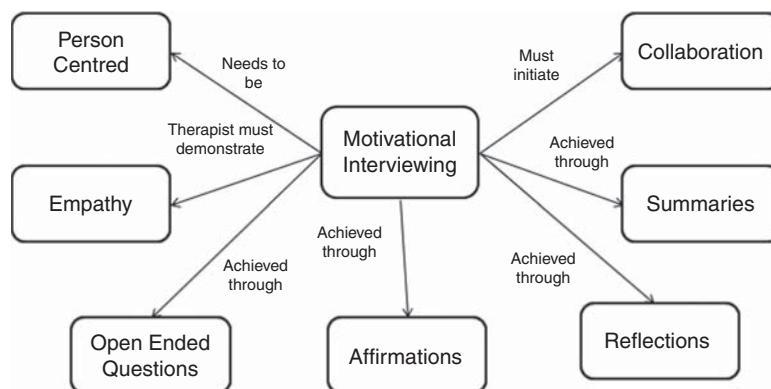 Person
Centred
Needs to
be
Must
initiate
Collaboration
Therapist must
demonstrate
Motivational
Interviewing
Achieved
through
Empathy
Summaries
Achieved
through
Achieved
through
Achieved
through
Open Ended
Questions
Affirmations
Reflections